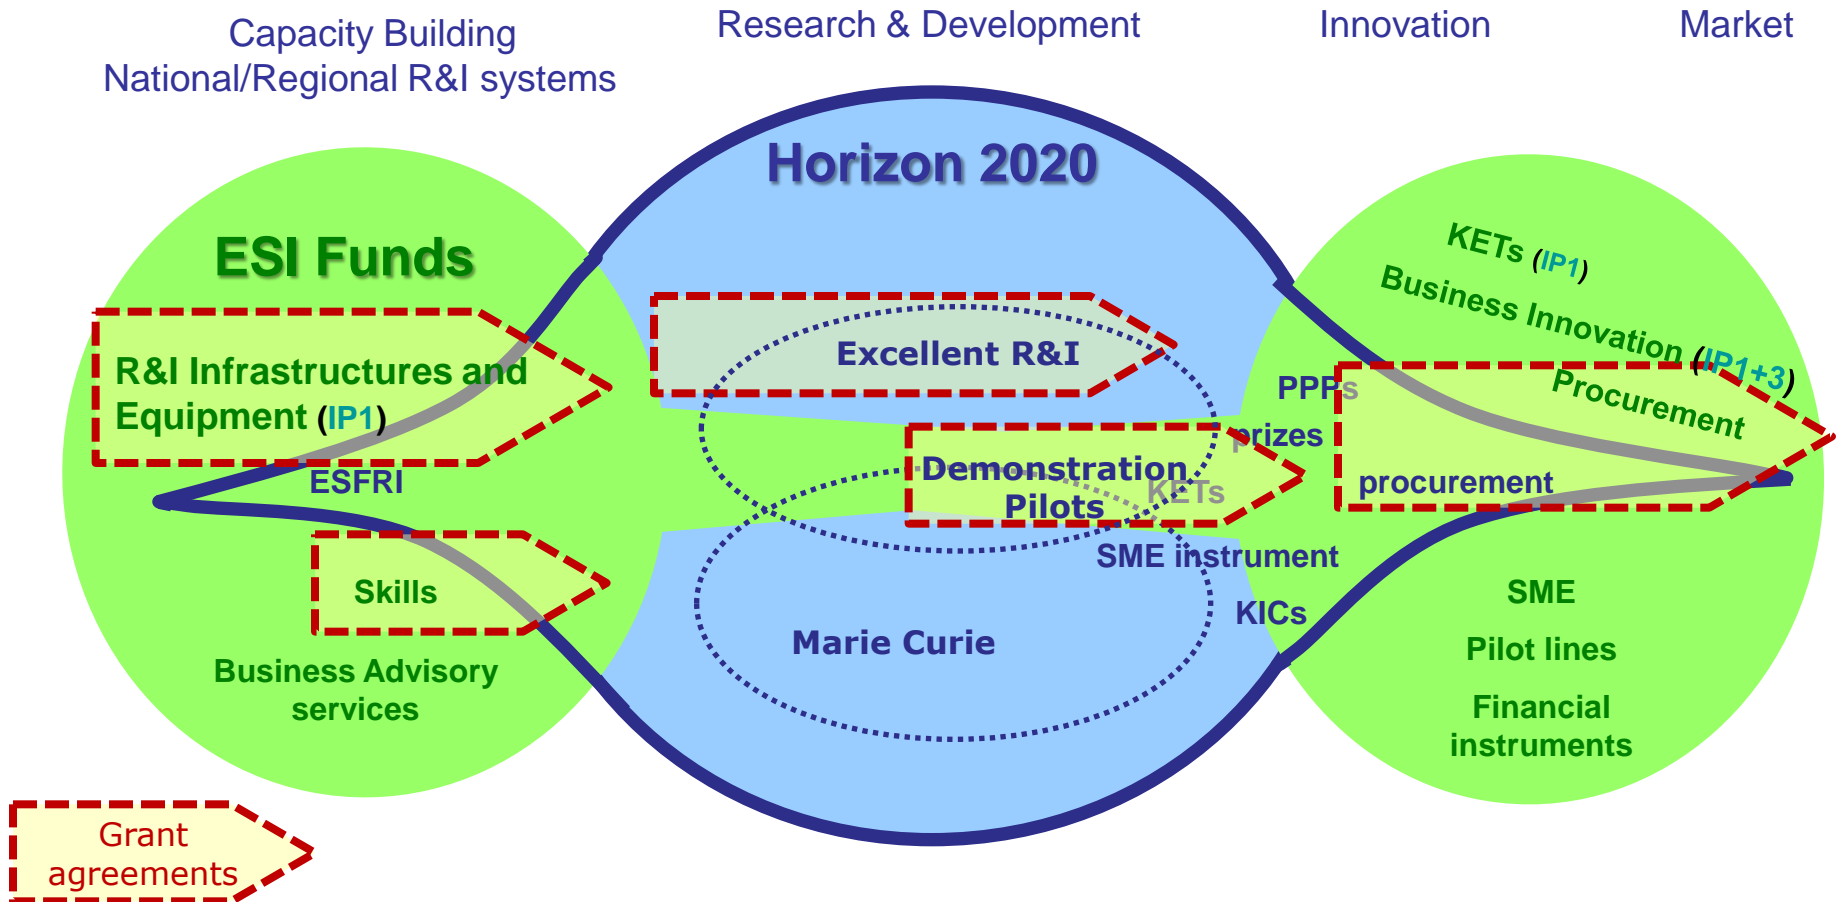 Capacity Building
National/Regional R&I systems
Research & Development
Innovation
Market
Horizon 2020
ESI Funds
R&I Infrastructures and
Equipment (IP1)
ESFRI
Skills
Business Advisory
services
Excellent R&I
Demonstration
Pilots
KETs
Marie Curie
PPPs
prizes
SME instrument
KICs
KETs (IP1)
Business Innovation (IP1+3)
Procurement
procurement
SME
Pilot lines
Financial
instruments
Grant
agreements